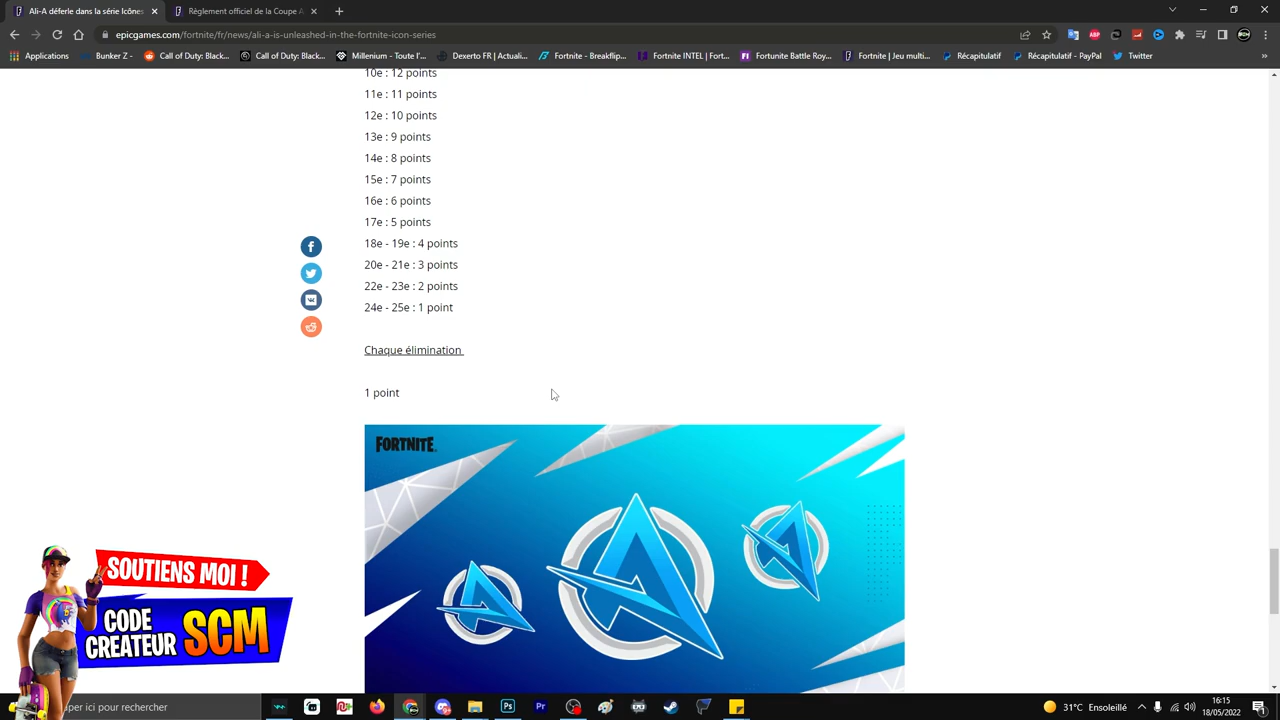 Ali-A déferle dans la série Icônes
Règlement officiel de la Coupe A
epicgames.com/fortnite/fr/news/ali-a-is-unleashed-in-the-fortnite-icon-series
Applications
Bunker Z -
Call of Duty: Black...
Call of Duty: Black...
Millenium - Toute l'...
Dexerto FR | Actuali...
Fortnite - Breakflip...
Fortnite INTEL | Fort...
Fortunite Battle Roy...
Fortnite | Jeu multi...
Récapitulatif
Récapitulatif - PayPal
Twitter
10e : 12 points
11e : 11 points
12e : 10 points
13e : 9 points
14e : 8 points
15e : 7 points
16e : 6 points
17e : 5 points
18e - 19e : 4 points
20e - 21e : 3 points
22e - 23e : 2 points
24e - 25e : 1 point
Chaque élimination
1 point
FORTNITE
SOUTIENS MOI !
CODE
CREATEUR SCM
aper ici pour rechercher
31°C Ensoleillé
16:15
18/05/2022